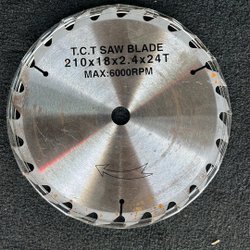 T.C.T SAW BLADE
210x18x2.4x24T
MAX:6000RPM